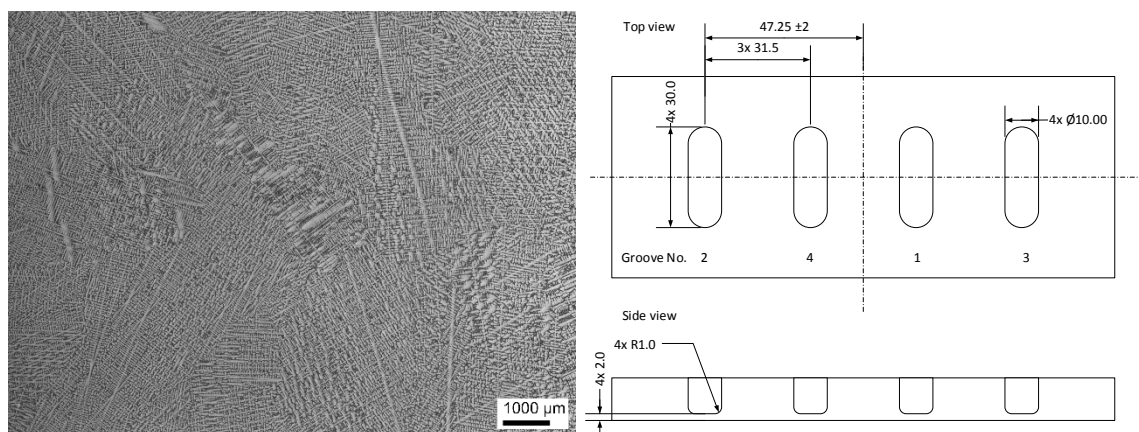 1000 µm
Top view
47.25 ±2
3x 31.5
4x 30.0
4x Ø10.00
Groove No. 2 4 1 3
Side view
4x R1.0
4x 2.0